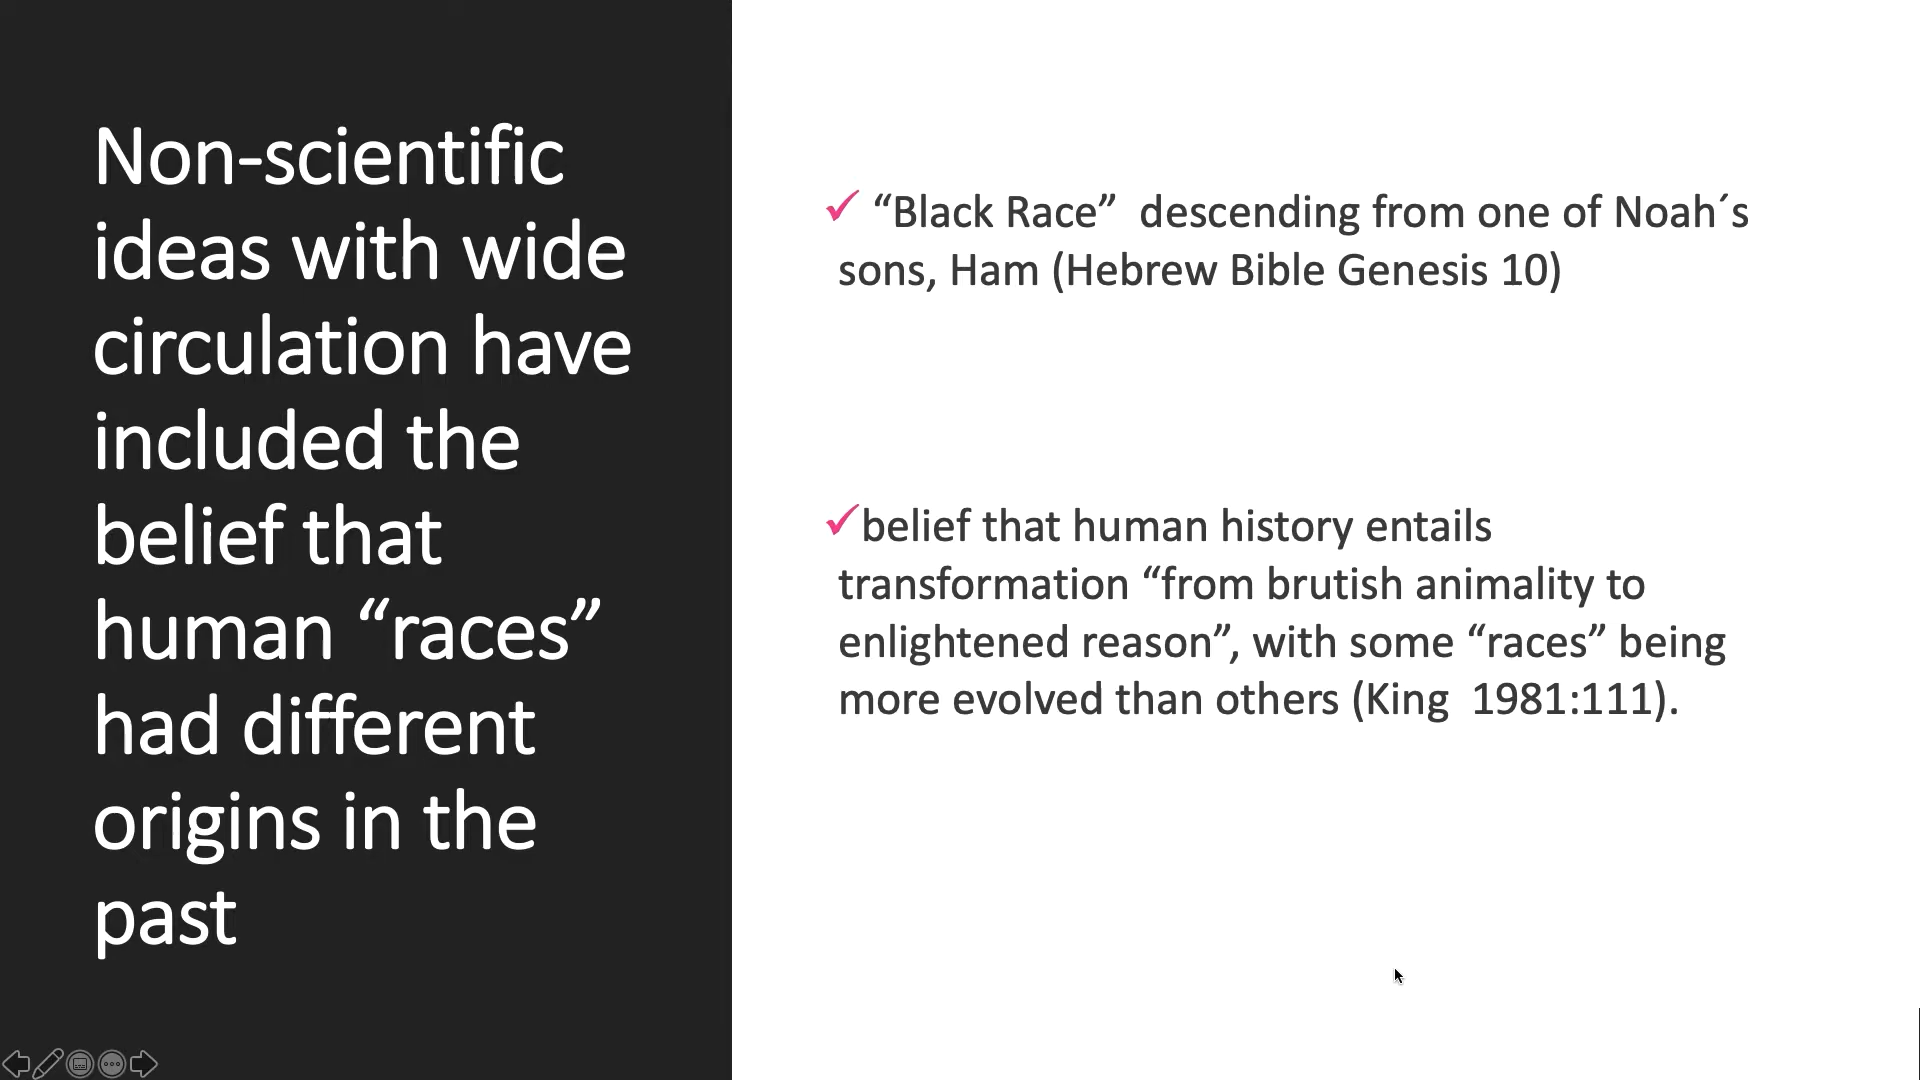 Non-scientific
ideas with wide
circulation have
included the
belief that
human “races”
had different
origins in the
past
✓ “Black Race”  descending from one of Noah´s
sons, Ham (Hebrew Bible Genesis 10)
✓belief that human history entails
transformation “from brutish animality to
enlightened reason”, with some “races” being
more evolved than others (King  1981:111).